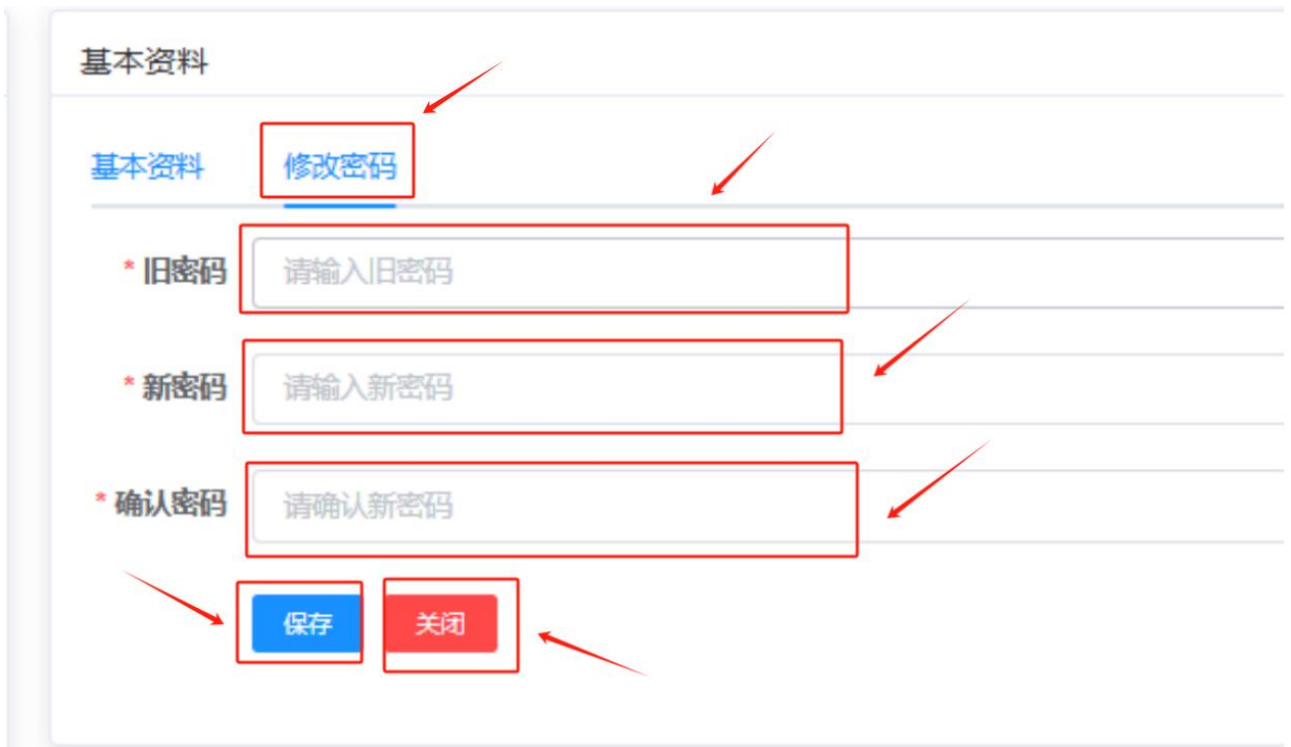 基本资料
基本资料 修改密码
* 旧密码 请输入旧密码
* 新密码 请输入新密码
* 确认密码 请确认新密码
保存 关闭